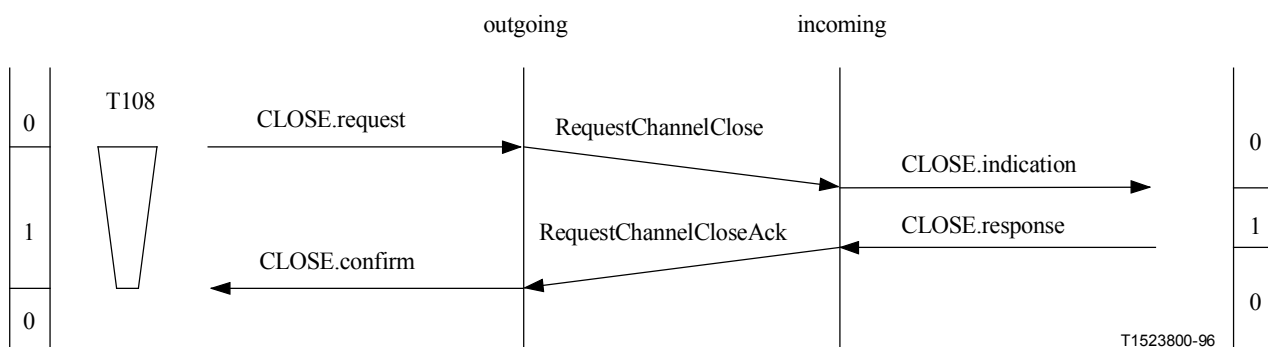 outgoing
incoming
T108
0
CLOSE.request
RequestChannelClose
0
CLOSE.indication
1
RequestChannelCloseAck
CLOSE.response
1
CLOSE.confirm
0
0
T1523800-96